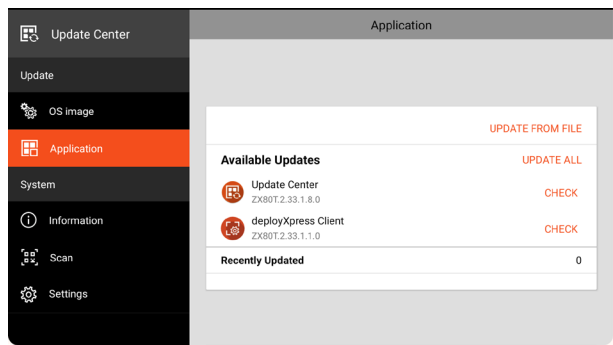 Update Center
Application
Update
OS image
Application
System
Information
Scan
Settings
UPDATE FROM FILE
Available Updates
UPDATE ALL
Update Center
ZX80T.2.33.1.8.0
CHECK
deployXpress Client
ZX80T.2.33.1.1.0
CHECK
Recently Updated
0